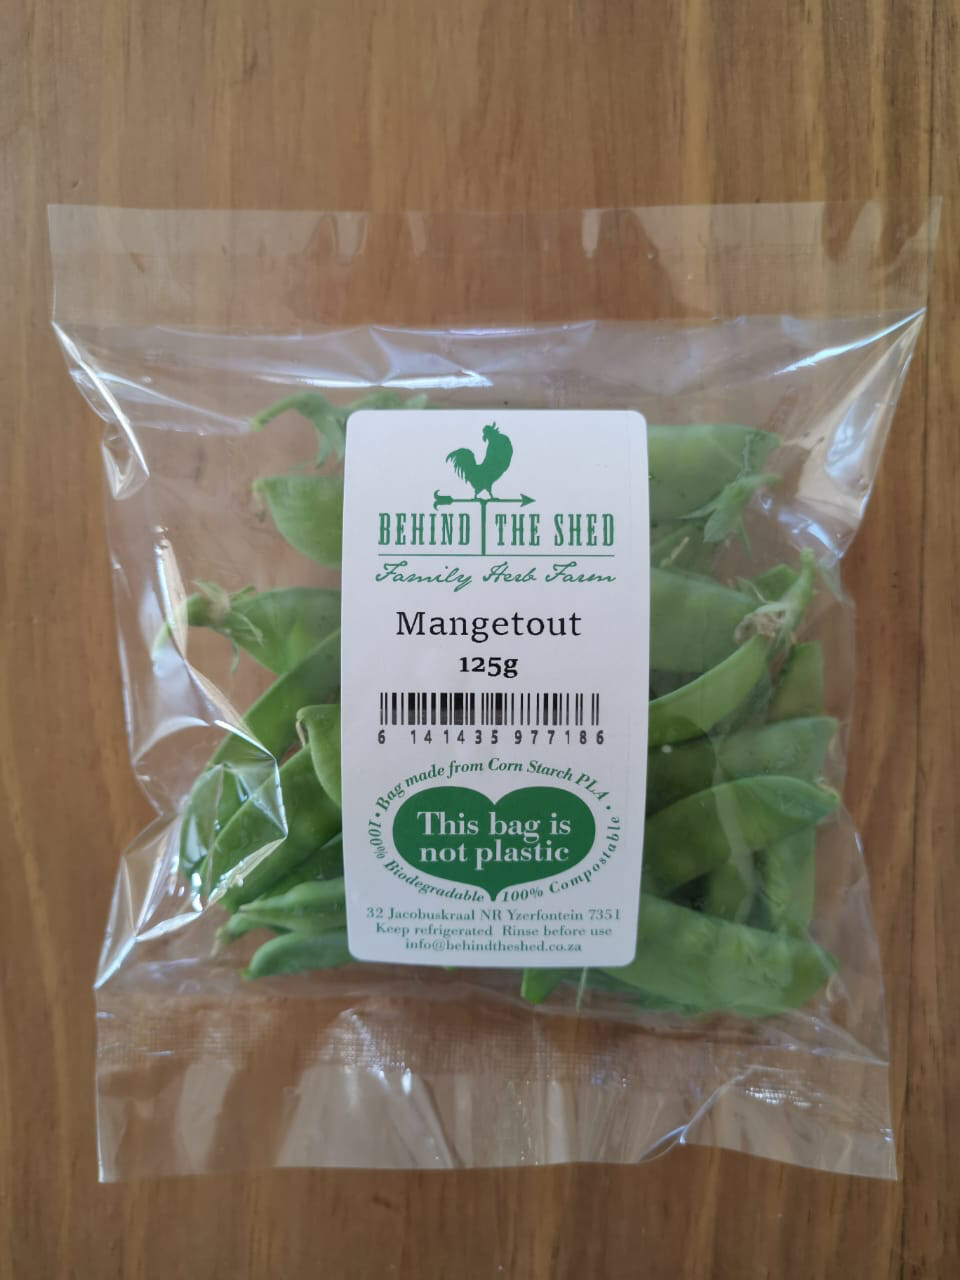 BEHIND THE SHED
Family Herb Farm
Mangetout
125g
6 141435 977186
100% • Bag made from Corn Starch PLA •
This bag is
not plastic
Biodegradable 100% Compostable
32 Jacobuskraal NR Yzerfontein 7351
Keep refrigerated Rinse before use
info@behindtheshed.co.za